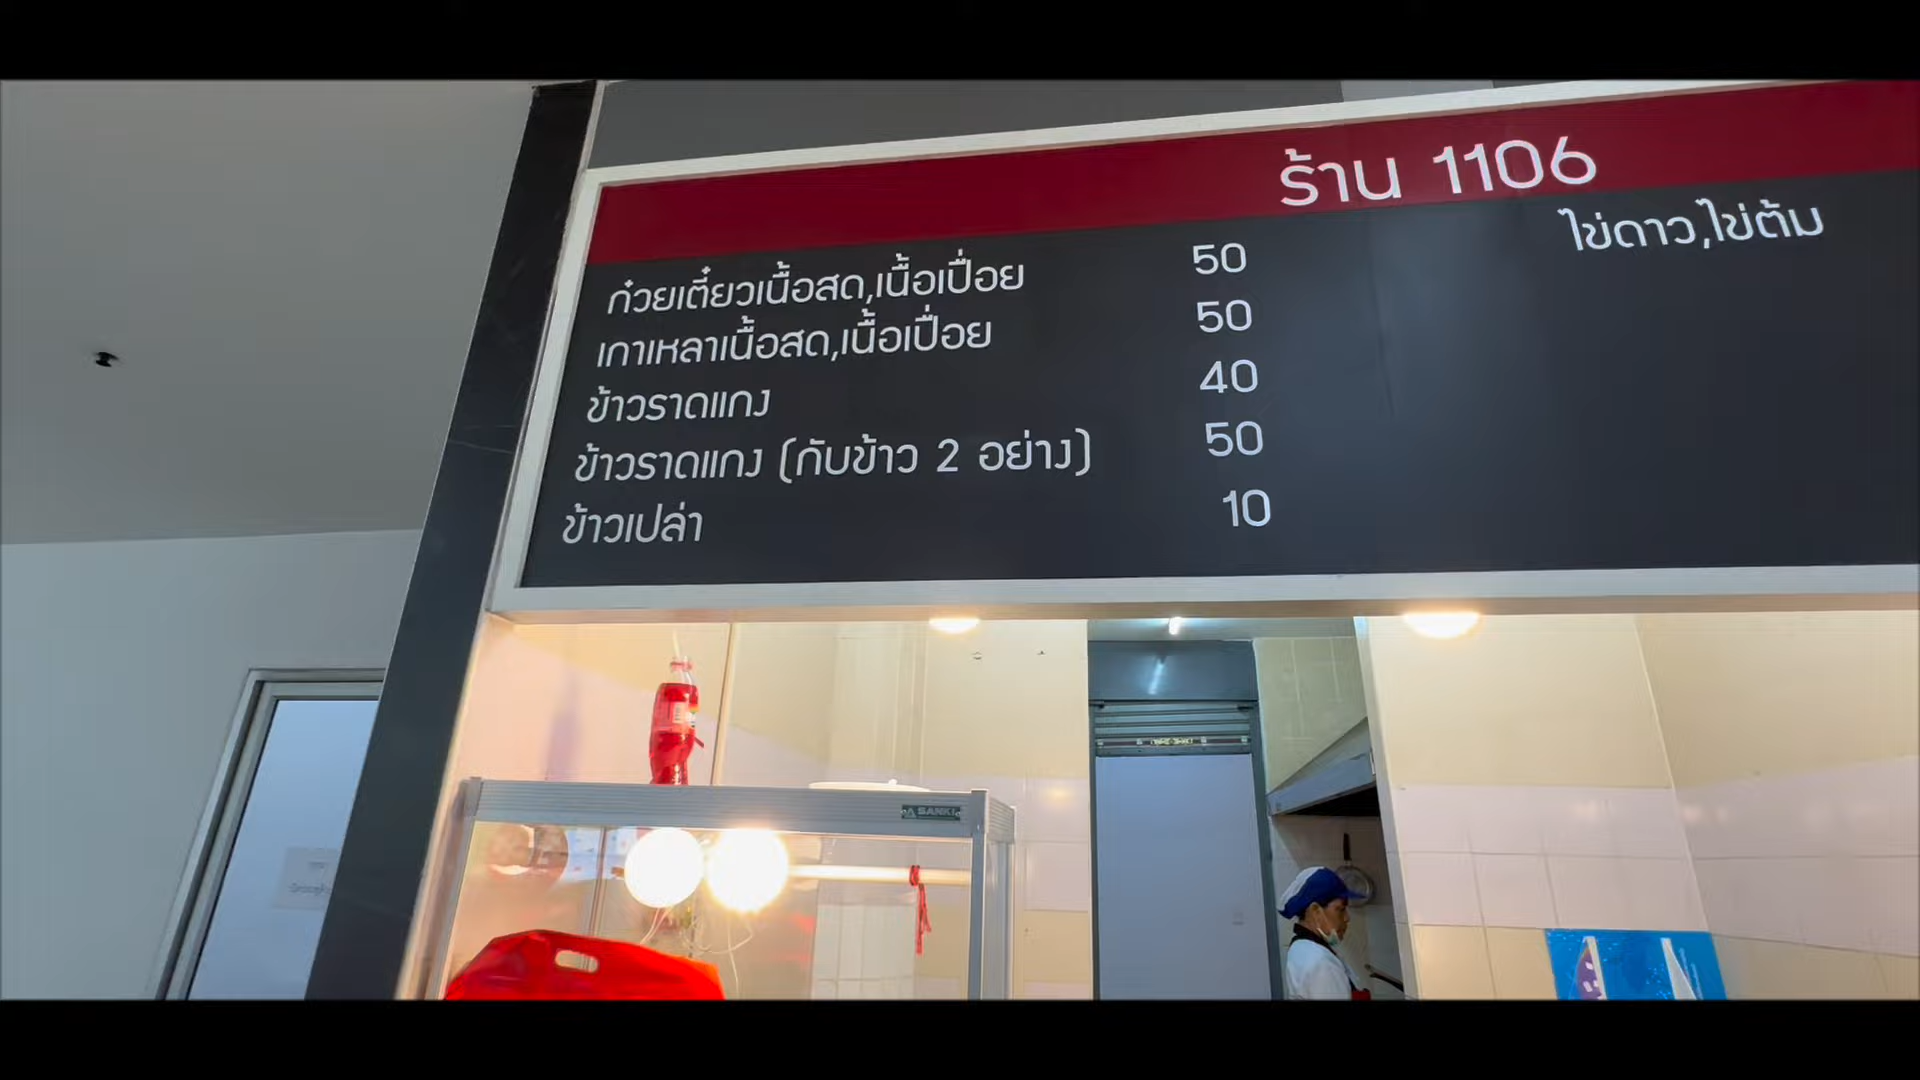 ร้าน 1106
ก๋วยเตี๋ยวเนื้อสด,เนื้อเปื่อย 50
เกาเหลาเนื้อสด,เนื้อเปื่อย 50
ข้าวราดแกง 40
ข้าวราดแกง (กับข้าว 2 อย่าง) 50
ข้าวเปล่า 10
ไข่ดาว,ไข่ต้ม
SANKI